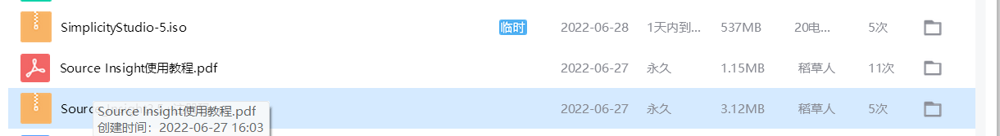 SimplicityStudio-5.iso 临时 2022-06-28 1天内到... 537MB 20电... 5次
Source Insight使用教程.pdf 2022-06-27 永久 1.15MB 稻草人 11次
Sourc 2022-06-27 永久 3.12MB 稻草人 5次
Source Insight使用教程.pdf
创建时间：2022-06-27 16:03